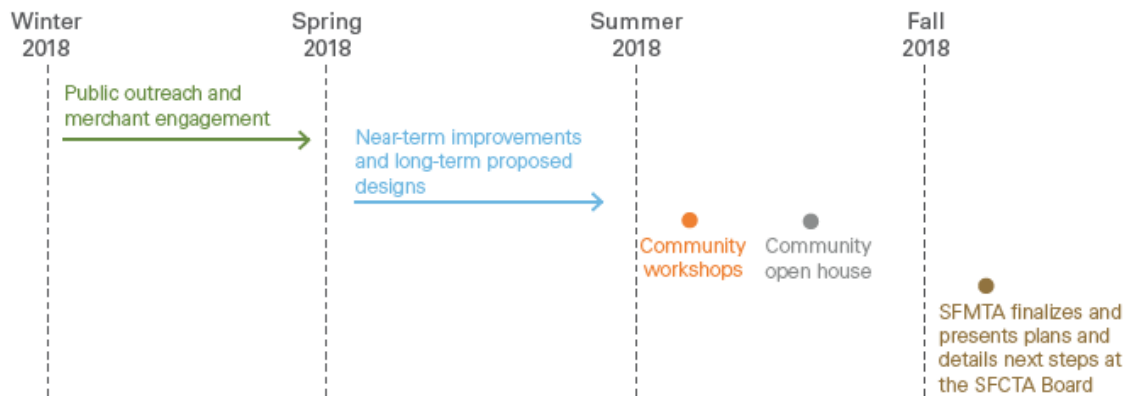 Winter
2018
Spring
2018
Summer
2018
Fall
2018
Public outreach and
merchant engagement
Near-term improvements
and long-term proposed
designs
Community
workshops
Community
open house
SFMTA finalizes and
presents plans and
details next steps at
the SFCTA Board